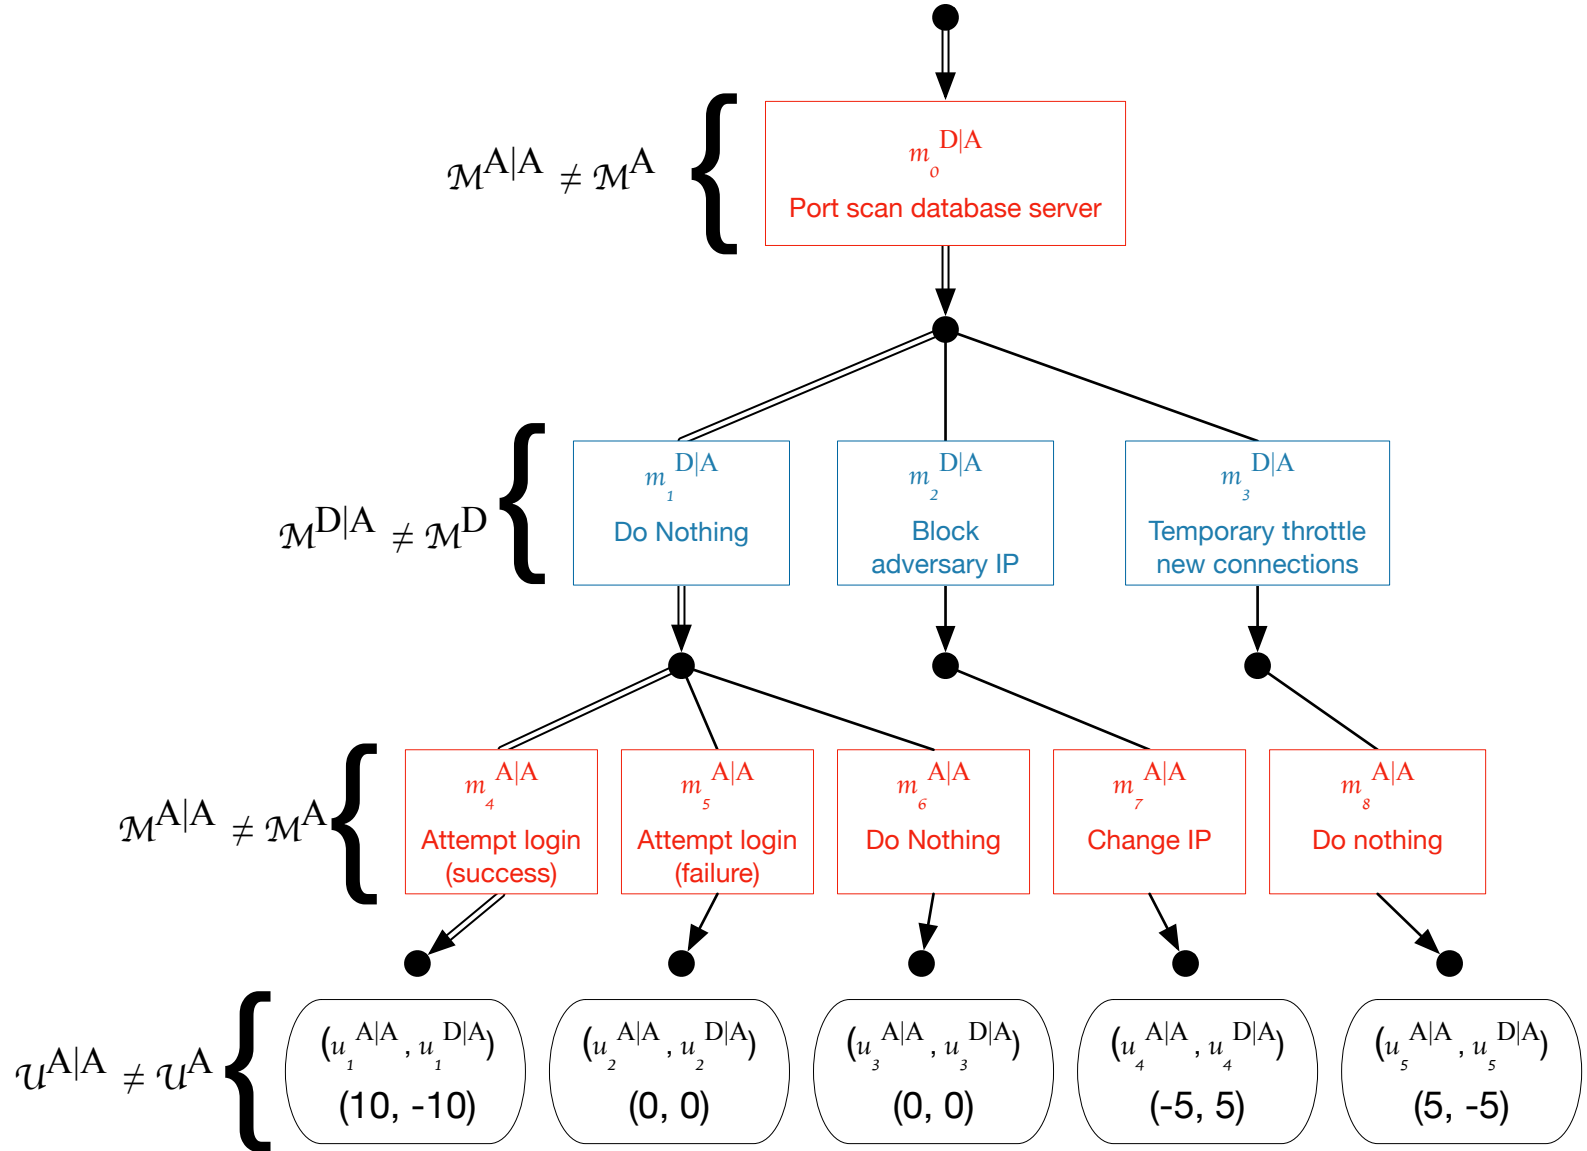 ℳ^A|A ≠ ℳ^A
m_0^D|A
Port scan database server
ℳ^D|A ≠ ℳ^D
m_1^D|A
Do Nothing
m_2^D|A
Block
adversary IP
m_3^D|A
Temporary throttle
new connections
ℳ^A|A ≠ ℳ^A
m_4^A|A
Attempt login
(success)
m_5^A|A
Attempt login
(failure)
m_6^A|A
Do Nothing
m_7^A|A
Change IP
m_8^A|A
Do nothing
𝒰^A|A ≠ 𝒰^A
(u_1^A|A, u_1^D|A)
(10, -10)
(u_2^A|A, u_2^D|A)
(0, 0)
(u_3^A|A, u_3^D|A)
(0, 0)
(u_4^A|A, u_4^D|A)
(-5, 5)
(u_5^A|A, u_5^D|A)
(5, -5)